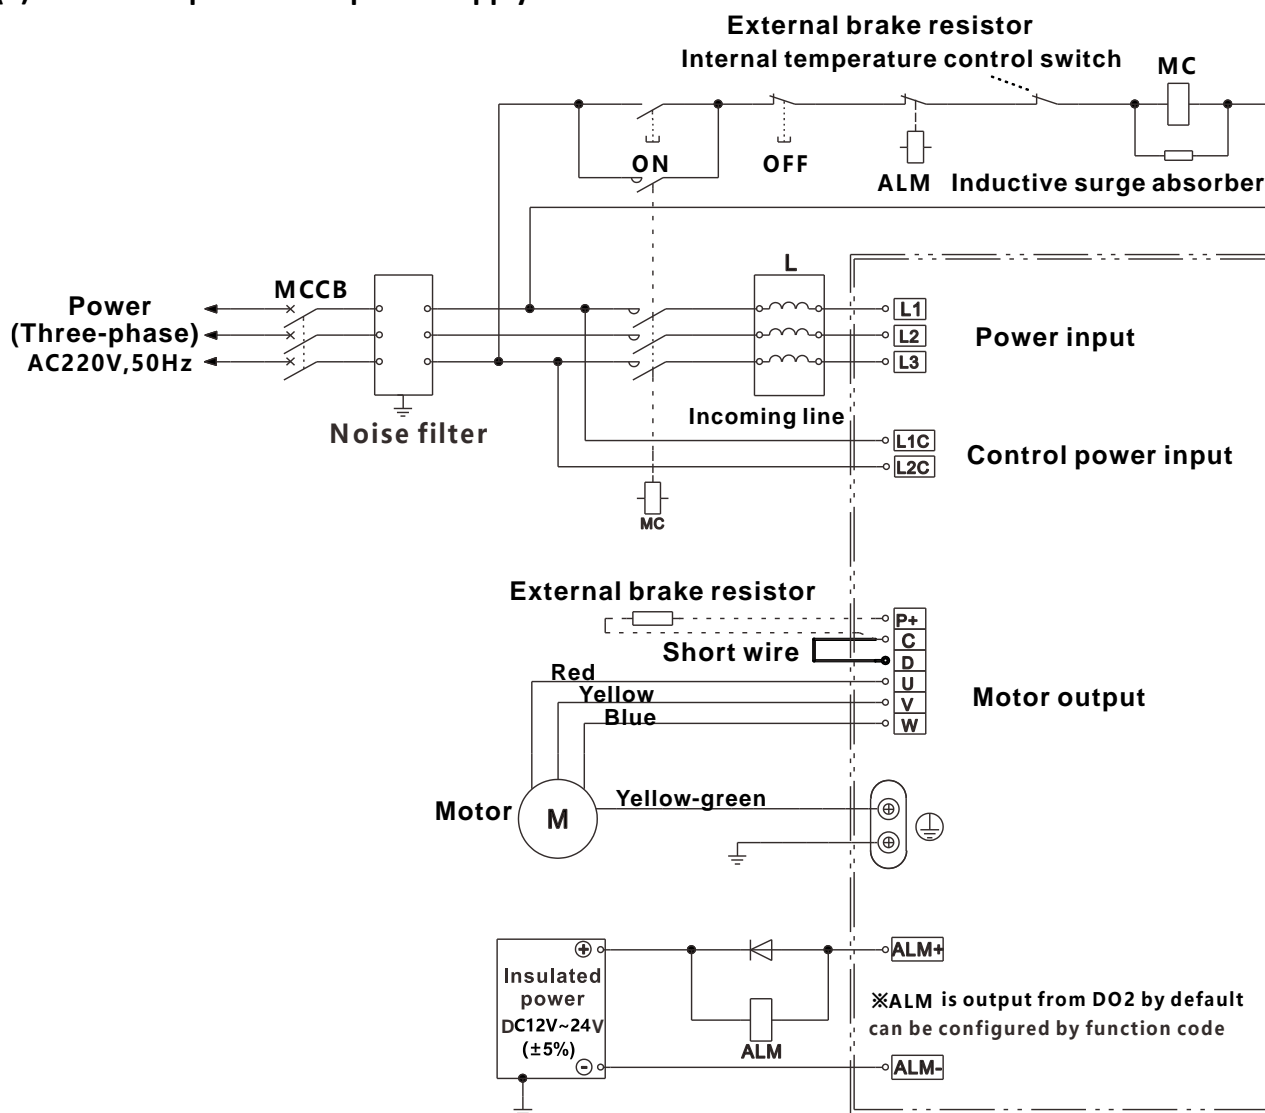 External brake resistor
Internal temperature control switch
MC
ON
OFF
ALM
Inductive surge absorber
L
MCCB
Power
(Three-phase)
AC220V,50Hz
L1
L2
L3
Power input
Noise filter
Incoming line
L1C
L2C
Control power input
MC
External brake resistor
P+
C
Short wire
D
Red
U
Yellow
V
Blue
W
Motor output
Motor
M
Yellow-green
Insulated
power
DC12V~24V
(±5%)
ALM+
ALM
※ALM is output from DO2 by default
can be configured by function code
ALM-